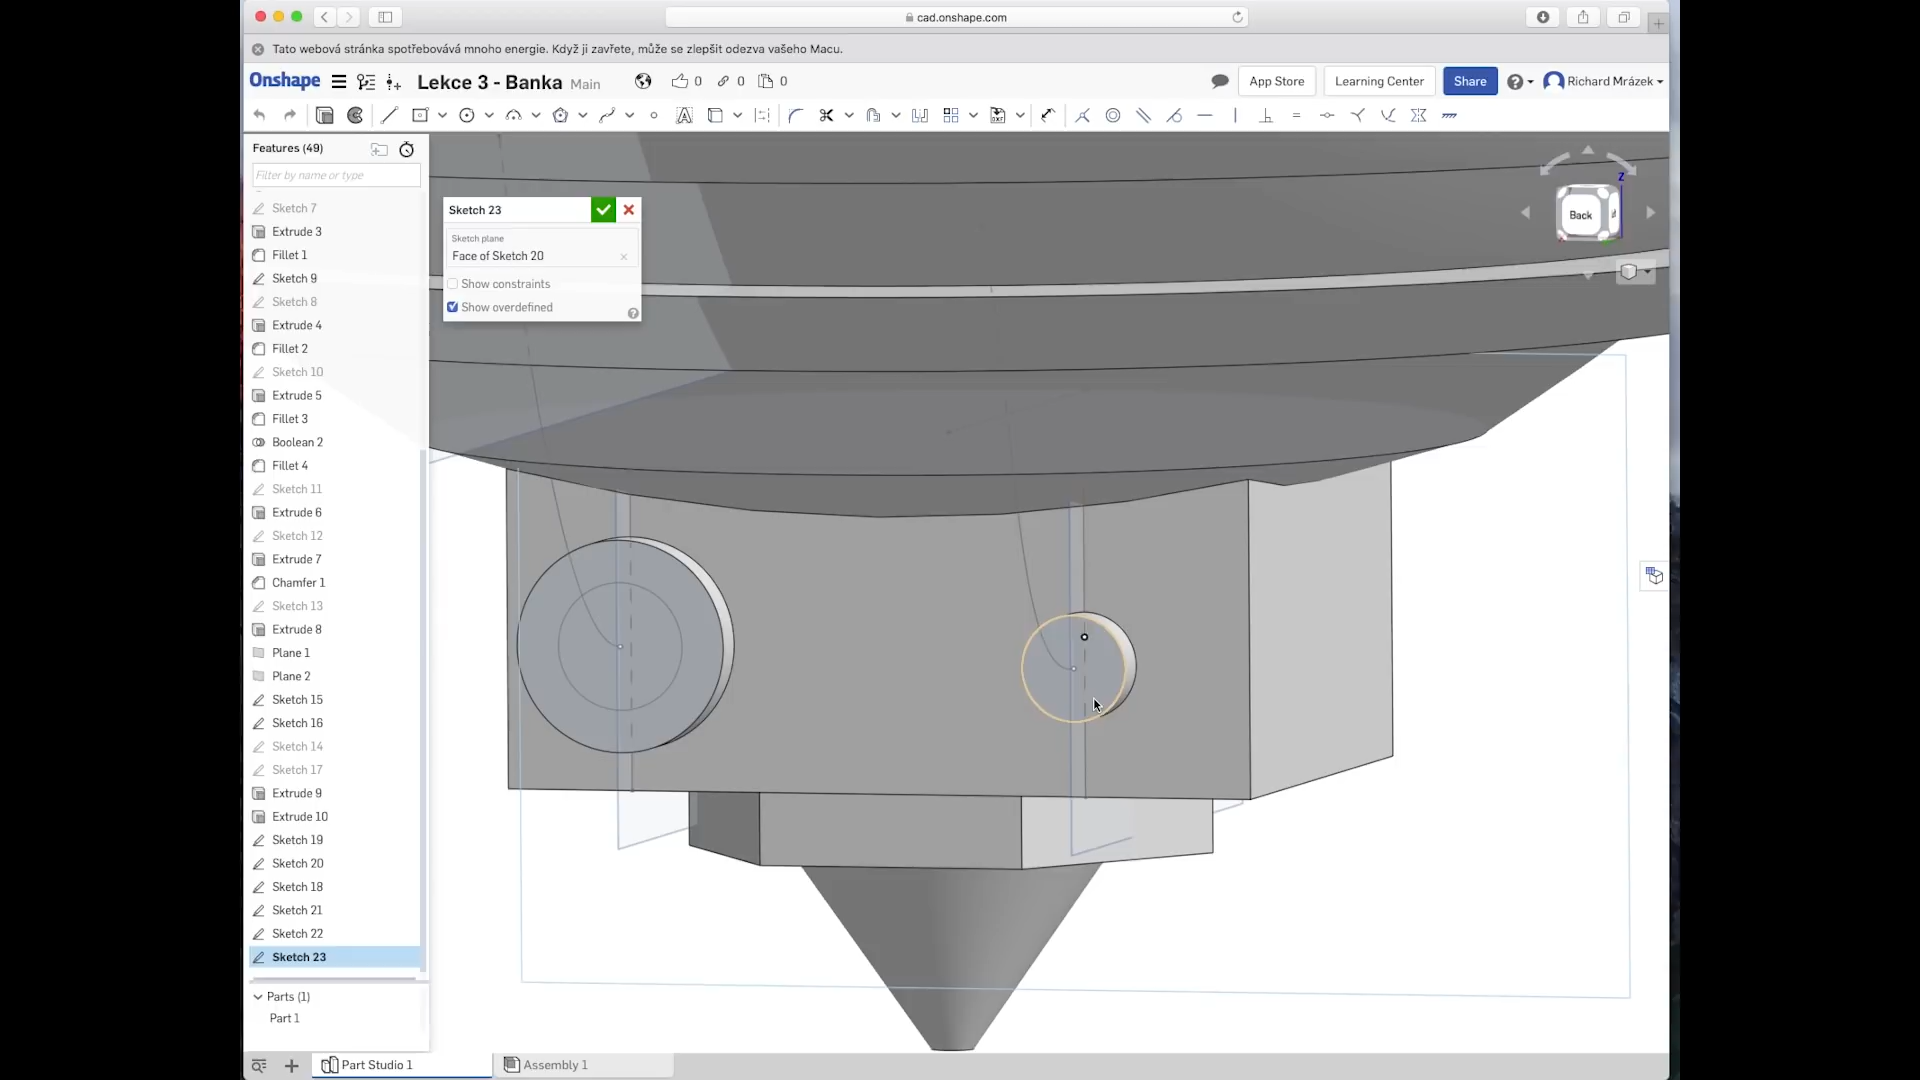 cad.onshape.com
Tato webová stránka spotřebovává mnoho energie. Když ji zavřete, může se zlepšit odezva vašeho Macu.
Onshape
Lekce 3 - Banka Main
0
0
0
App Store
Learning Center
Share
Richard Mrázek
Features (49)
Filter by name or type
Sketch 7
Extrude 3
Fillet 1
Sketch 9
Sketch 8
Extrude 4
Fillet 2
Sketch 10
Extrude 5
Fillet 3
Boolean 2
Fillet 4
Sketch 11
Extrude 6
Sketch 12
Extrude 7
Chamfer 1
Sketch 13
Extrude 8
Plane 1
Plane 2
Sketch 15
Sketch 16
Sketch 14
Sketch 17
Extrude 9
Extrude 10
Sketch 19
Sketch 20
Sketch 18
Sketch 21
Sketch 22
Sketch 23
Parts (1)
Part 1
Sketch 23
Sketch plane
Face of Sketch 20
Show constraints
Show overdefined
Z
Back
Part Studio 1
Assembly 1